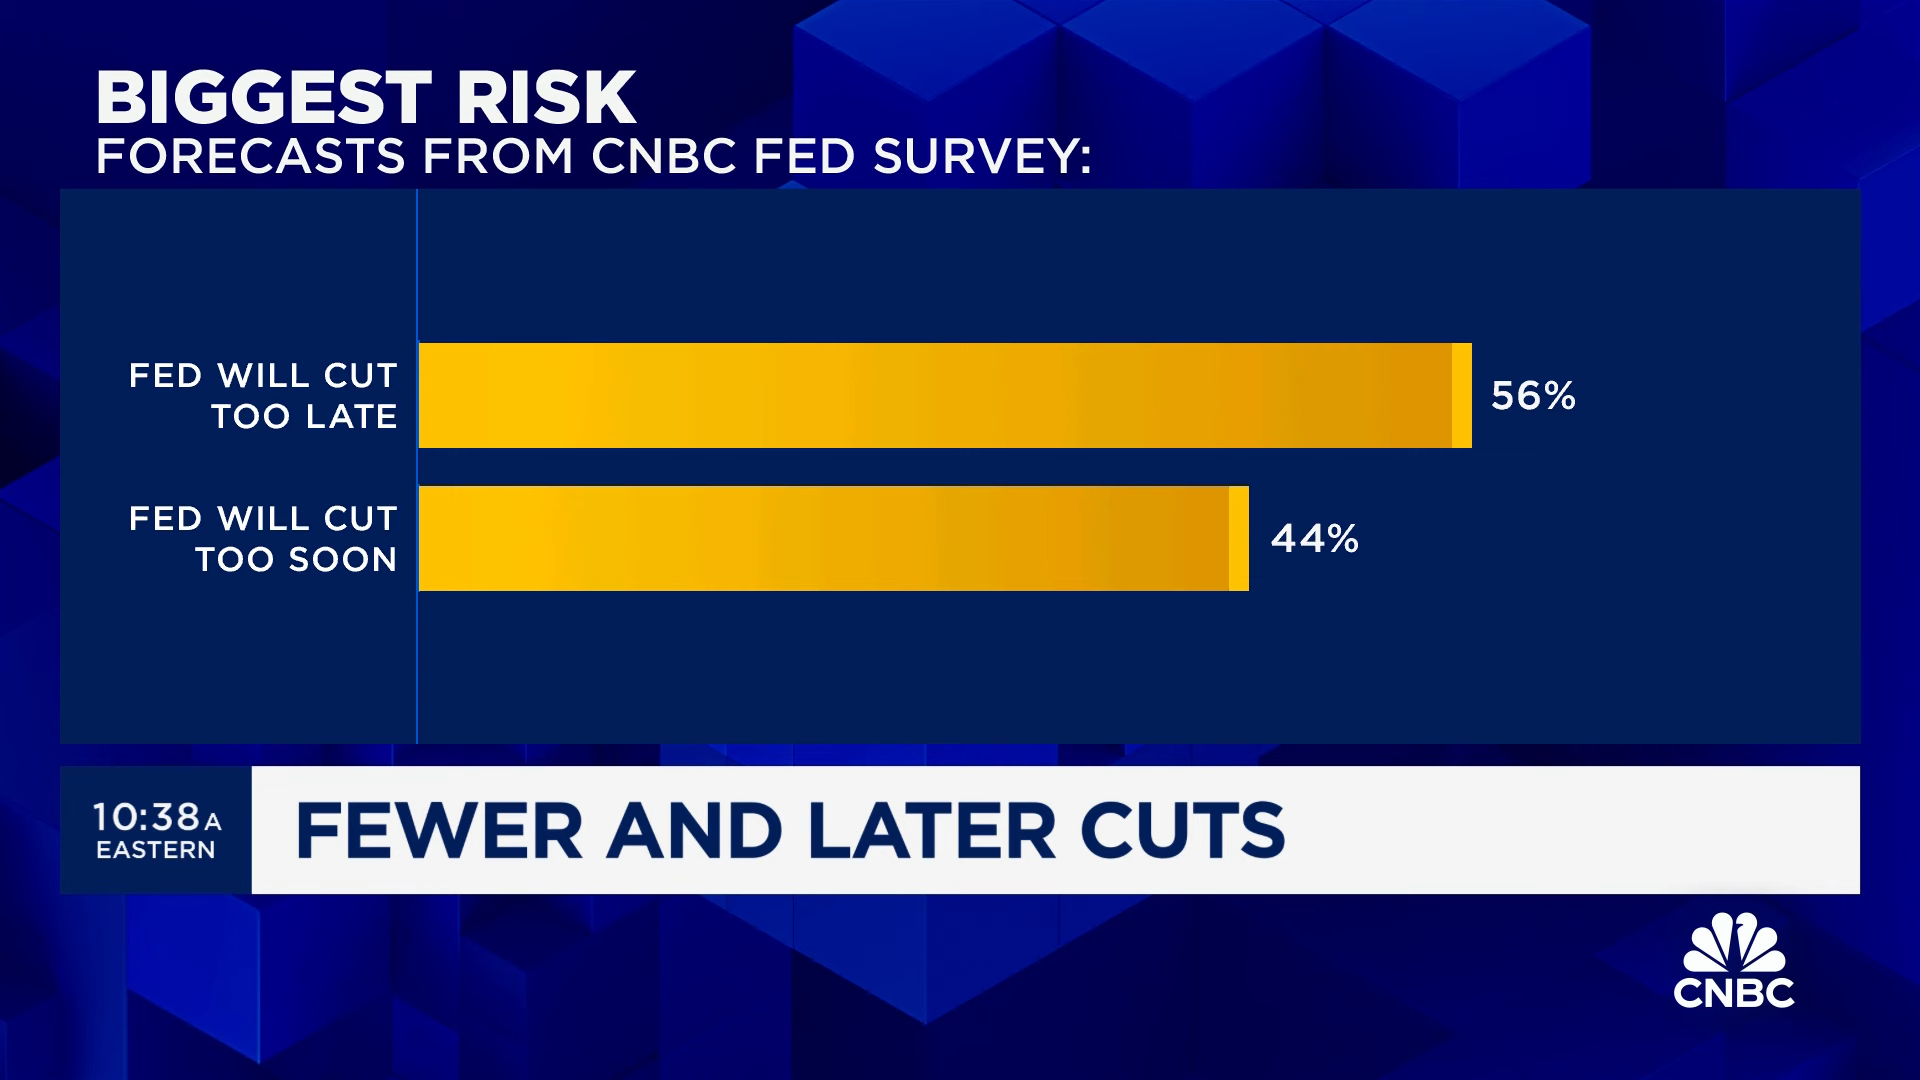 BIGGEST RISK
FORECASTS FROM CNBC FED SURVEY:
FED WILL CUT
TOO LATE
56%
FED WILL CUT
TOO SOON
44%
10:38A
EASTERN
FEWER AND LATER CUTS
CNBC